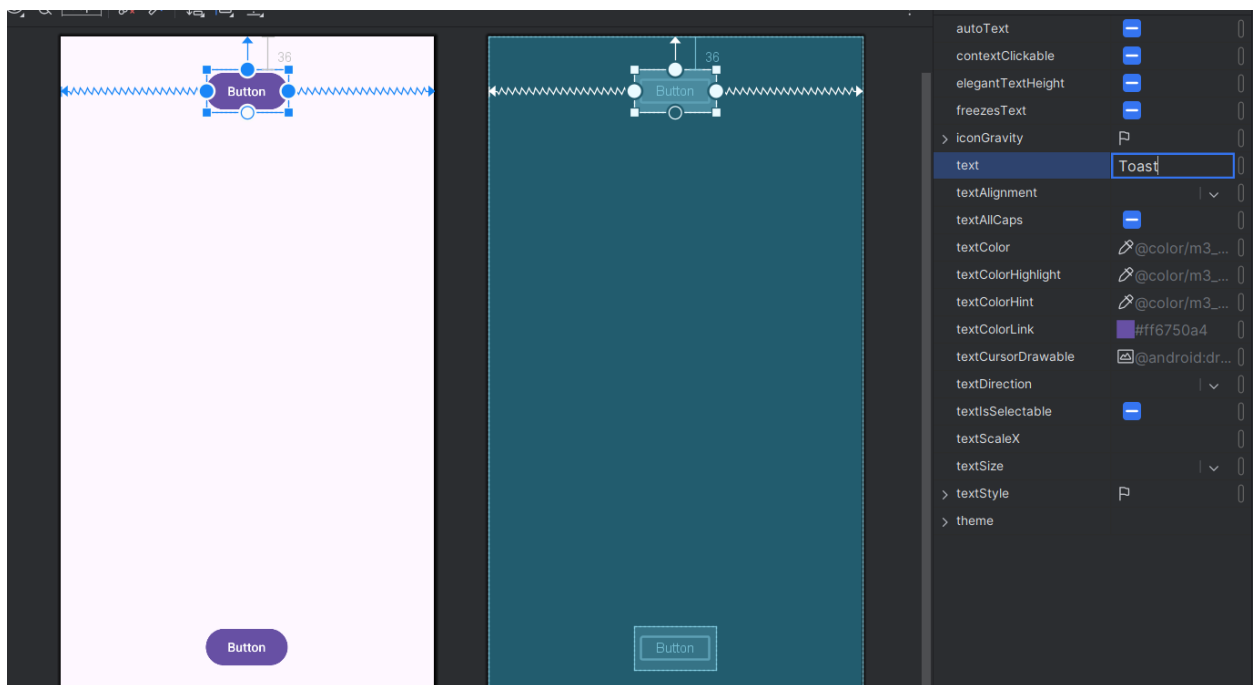 36
Button
36
Button
Button
Button
autoText
contextClickable
elegantTextHeight
freezesText
iconGravity
text Toast
textAlignment
textAllCaps
textColor @color/m3_...
textColorHighlight @color/m3_...
textColorHint @color/m3_...
textColorLink #ff6750a4
textCursorDrawable @android:dr...
textDirection
textIsSelectable
textScaleX
textSize
textStyle
theme